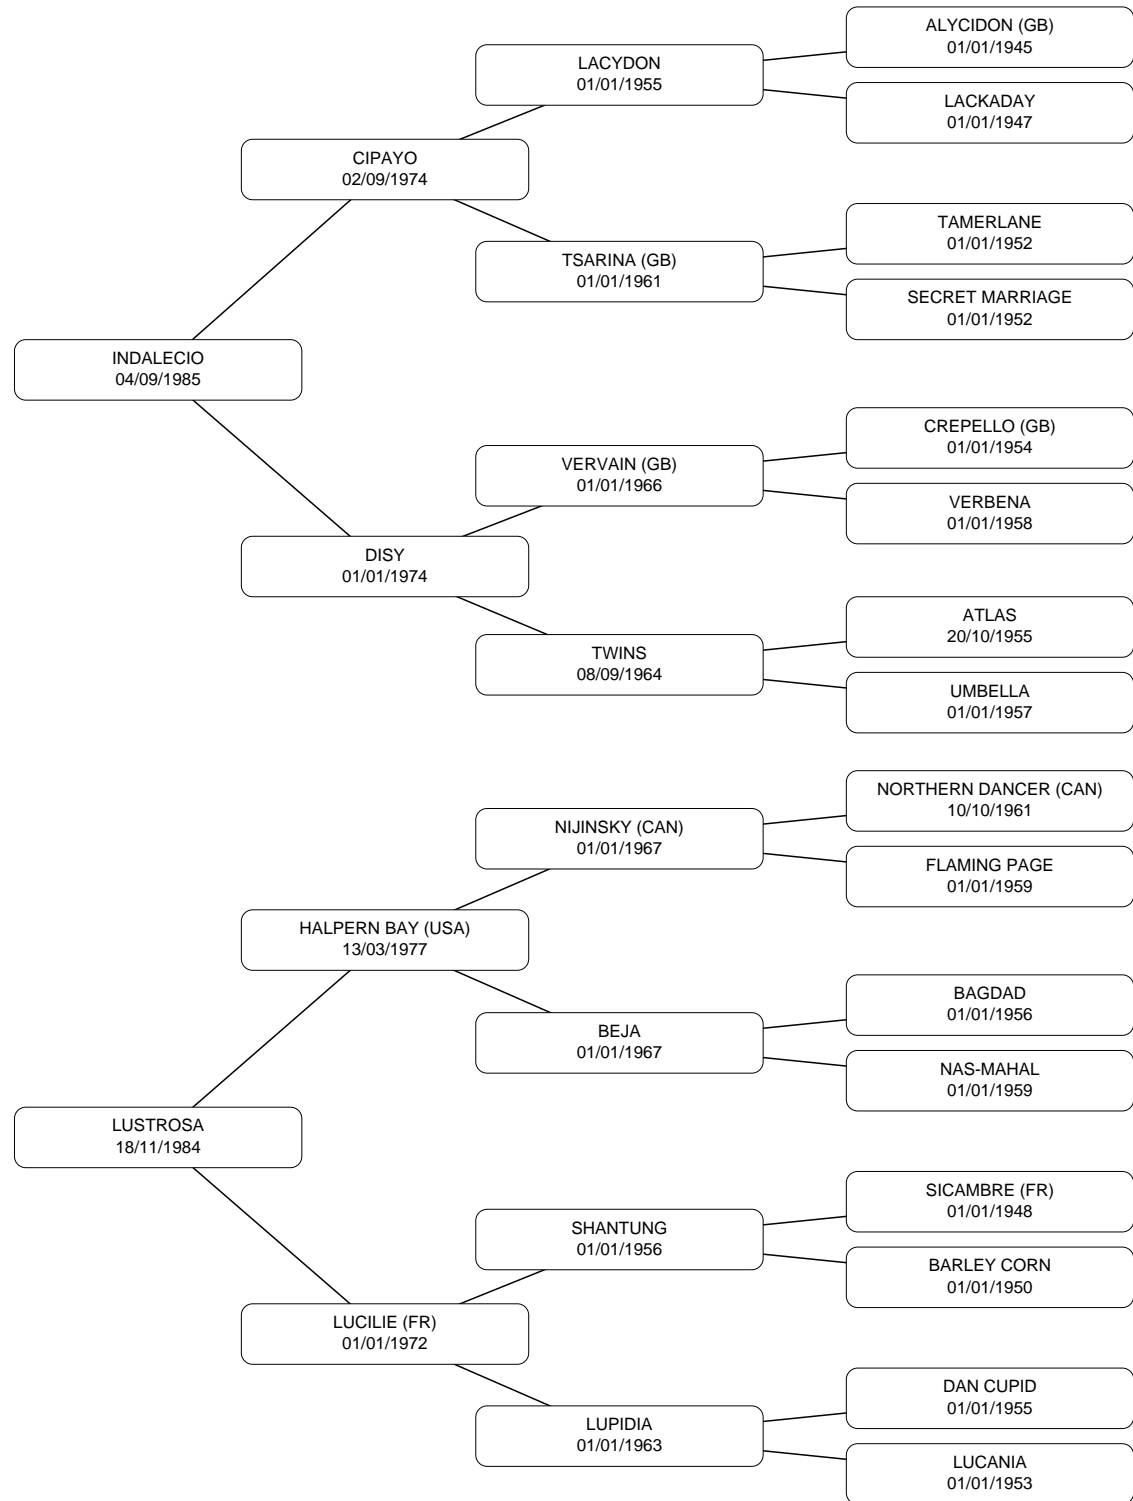 ALYCIDON (GB)
01/01/1945
LACYDON
01/01/1955
LACKADAY
01/01/1947
CIPAYO
02/09/1974
TAMERLANE
01/01/1952
TSARINA (GB)
01/01/1961
SECRET MARRIAGE
01/01/1952
INDALECIO
04/09/1985
CREPELLO (GB)
01/01/1954
VERVAIN (GB)
01/01/1966
VERBENA
01/01/1958
DISY
01/01/1974
ATLAS
20/10/1955
TWINS
08/09/1964
UMBELLA
01/01/1957
NORTHERN DANCER (CAN)
10/10/1961
NIJINSKY (CAN)
01/01/1967
FLAMING PAGE
01/01/1959
HALPERN BAY (USA)
13/03/1977
BAGDAD
01/01/1956
BEJA
01/01/1967
NAS-MAHAL
01/01/1959
LUSTROSA
18/11/1984
SICAMBRE (FR)
01/01/1948
SHANTUNG
01/01/1956
BARLEY CORN
01/01/1950
LUCILIE (FR)
01/01/1972
DAN CUPID
01/01/1955
LUPIDIA
01/01/1963
LUCANIA
01/01/1953